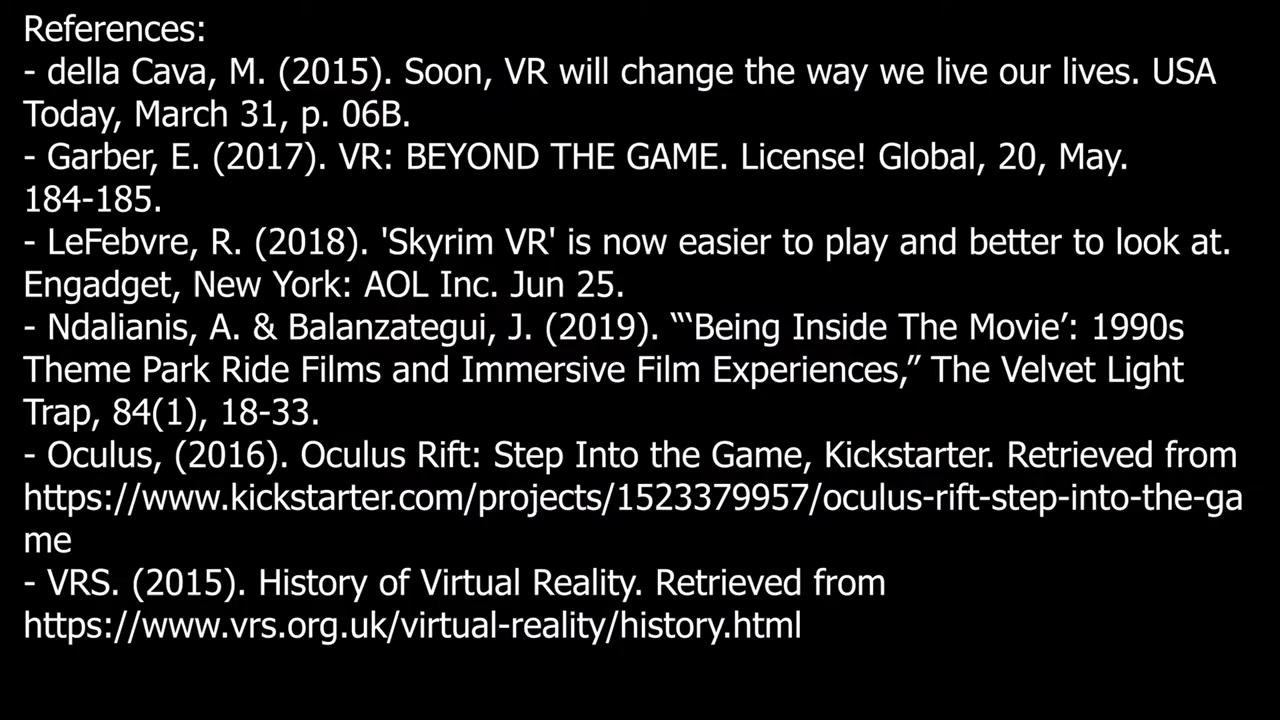 References:
- della Cava, M. (2015). Soon, VR will change the way we live our lives. USA
Today, March 31, p. 06B.
- Garber, E. (2017). VR: BEYOND THE GAME. License! Global, 20, May.
184-185.
- LeFebvre, R. (2018). 'Skyrim VR' is now easier to play and better to look at.
Engadget, New York: AOL Inc. Jun 25.
- Ndalianis, A. & Balanzategui, J. (2019). “‘Being Inside The Movie’: 1990s
Theme Park Ride Films and Immersive Film Experiences,” The Velvet Light
Trap, 84(1), 18-33.
- Oculus, (2016). Oculus Rift: Step Into the Game, Kickstarter. Retrieved from
https://www.kickstarter.com/projects/1523379957/oculus-rift-step-into-the-ga
me
- VRS. (2015). History of Virtual Reality. Retrieved from
https://www.vrs.org.uk/virtual-reality/history.html